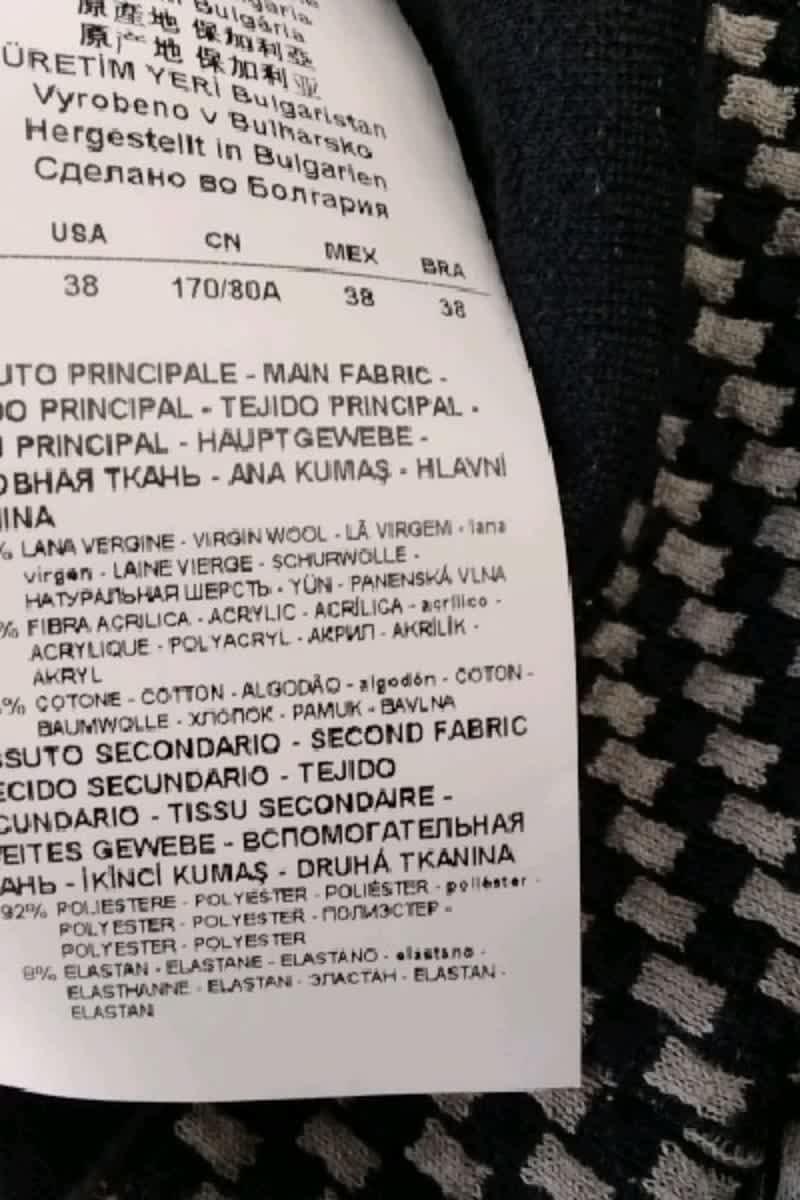 Bulgária
原產地 保加利亞
原产地 保加利亚
ÜRETİM YERİ Bulgaristan
Vyrobeno v Bulharsko
Hergestellt in Bulgarien
Сделано во Болгария
USA CN MEX BRA
38 170/80A 38 38
UTO PRINCIPALE - MAIN FABRIC -
DO PRINCIPAL - TEJIDO PRINCIPAL -
PRINCIPAL - HAUPTGEWEBE -
ОВНАЯ ТКАНЬ - ANA KUMAŞ - HLAVNÍ
NINA
% LANA VERGINE - VIRGIN WOOL - LÃ VIRGEM - lana
virgen - LAINE VIERGE - SCHURWOLLE -
НАТУРАЛЬНАЯ ШЕРСТЬ - YÜN - PANENSKÁ VLNA
% FIBRA ACRILICA - ACRYLIC - ACRÍLICA - acrílico -
ACRYLIQUE - POLYACRYL - АКРИЛ - AKRİLİK -
AKRYL
% COTONE - COTTON - ALGODÃO - algodón - COTON -
BAUMWOLLE - ХЛОПОК - PAMUK - BAVLNA
SSUTO SECONDARIO - SECOND FABRIC
ECIDO SECUNDARIO - TEJIDO
CUNDARIO - TISSU SECONDAIRE -
EITES GEWEBE - ВСПОМОГАТЕЛЬНАЯ
АНЬ - İKİNCİ KUMAŞ - DRUHÁ TKANINA
92% POLIESTERE - POLYESTER - POLIÉSTER - poliéster -
POLYESTER - POLYESTER - ПОЛИЭСТЕР -
POLYESTER - POLYESTER
8% ELASTAN - ELASTANE - ELASTANO - elastano -
ELASTHANNE - ELASTAN - ЭЛАСТАН - ELASTAN -
ELASTAN